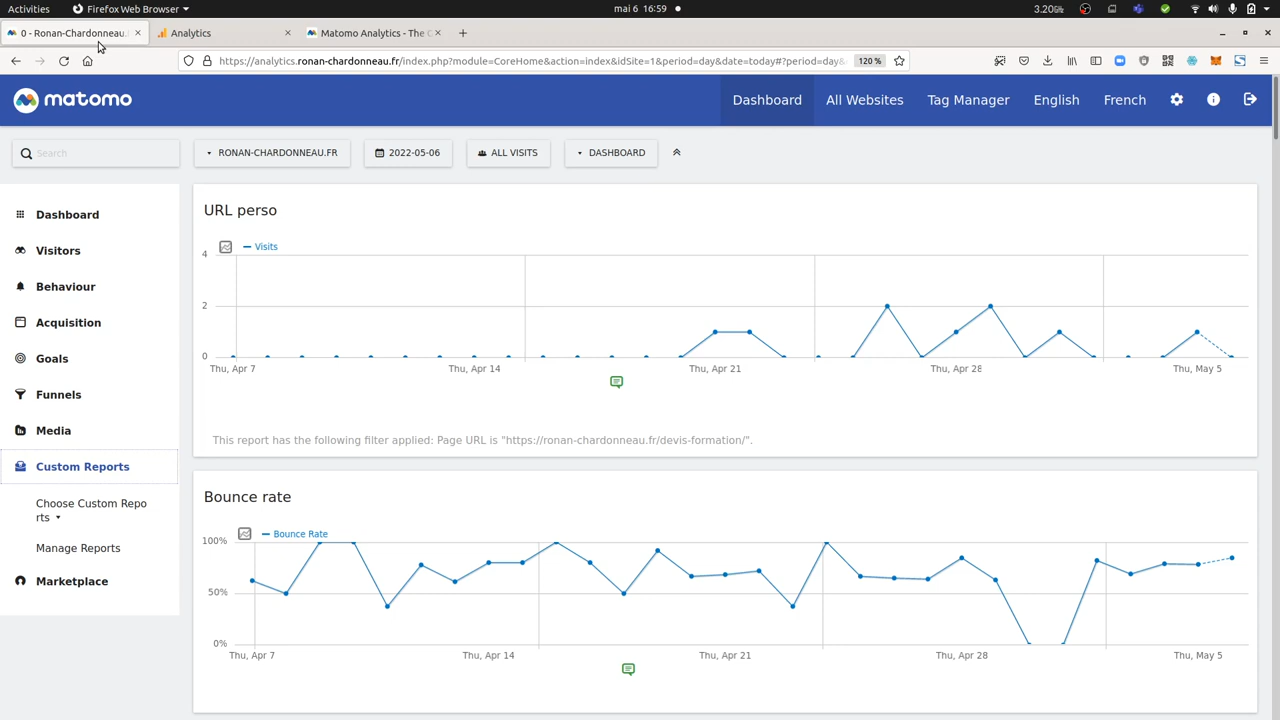 Activities
Firefox Web Browser
mai 6 16:59
3.20%
0 - Ronan-Chardonneau.
Analytics
Matomo Analytics - The
https://analytics.ronan-chardonneau.fr/index.php?module=CoreHome&action=index&idSite=1&period=day&date=today#?period=day&
120 %
matomo
Dashboard
All Websites
Tag Manager
English
French
Search
RONAN-CHARDONNEAU.FR
2022-05-06
ALL VISITS
DASHBOARD
Dashboard
Visitors
Behaviour
Acquisition
Goals
Funnels
Media
Custom Reports
Choose Custom Repo
rts
Manage Reports
Marketplace
URL perso
Visits
4
2
0
Thu, Apr 7
Thu, Apr 14
Thu, Apr 21
Thu, Apr 28
Thu, May 5
This report has the following filter applied: Page URL is "https://ronan-chardonneau.fr/devis-formation/".
Bounce rate
Bounce Rate
100%
50%
0%
Thu, Apr 7
Thu, Apr 14
Thu, Apr 21
Thu, Apr 28
Thu, May 5